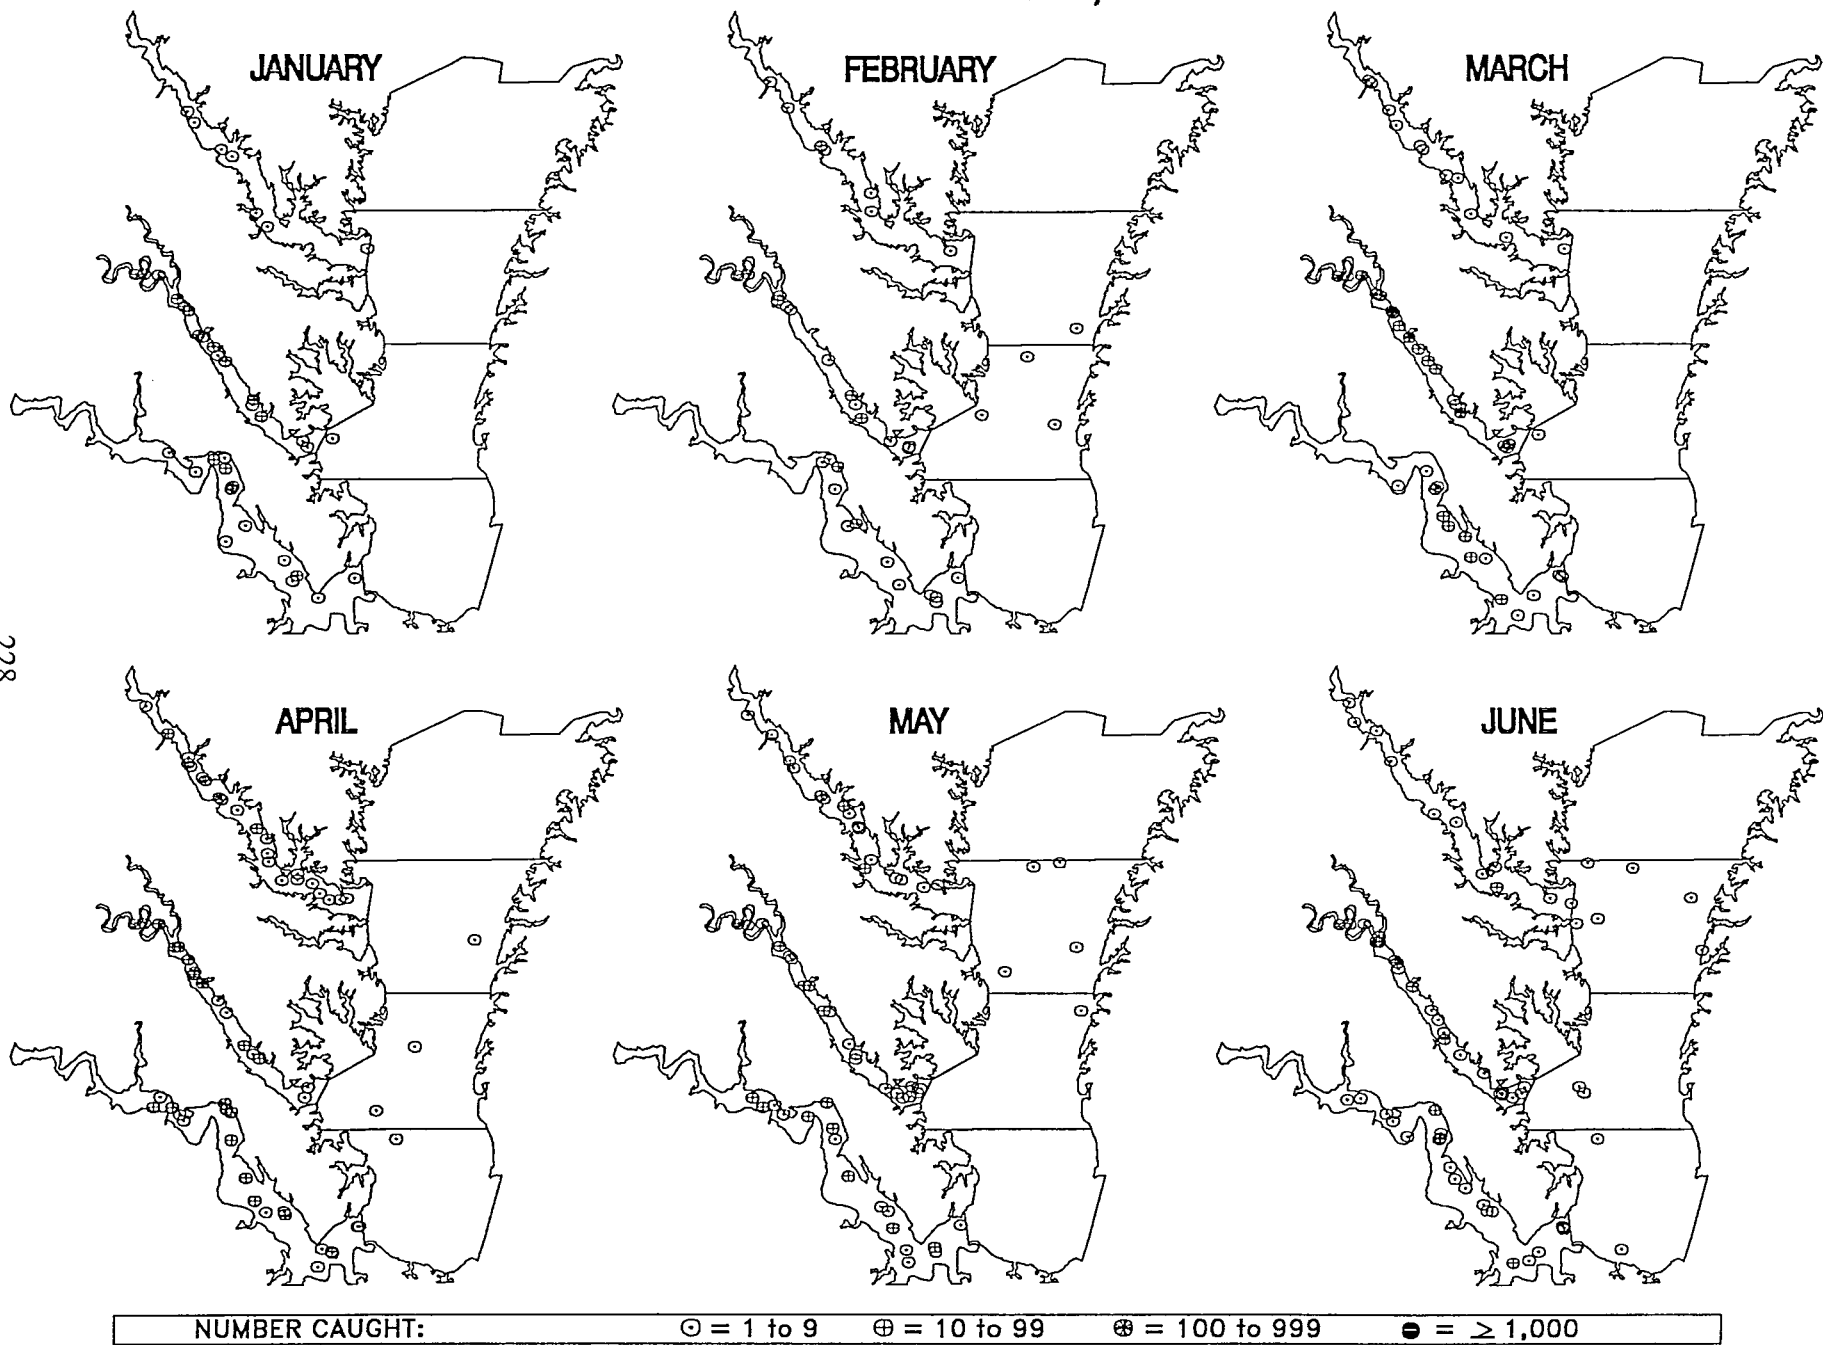 JANUARY FEBRUARY MARCH
228
APRIL MAY JUNE
NUMBER CAUGHT: ⊙ = 1 to 9 ⊕ = 10 to 99 ⊛ = 100 to 999 ⊖ = ≥ 1,000